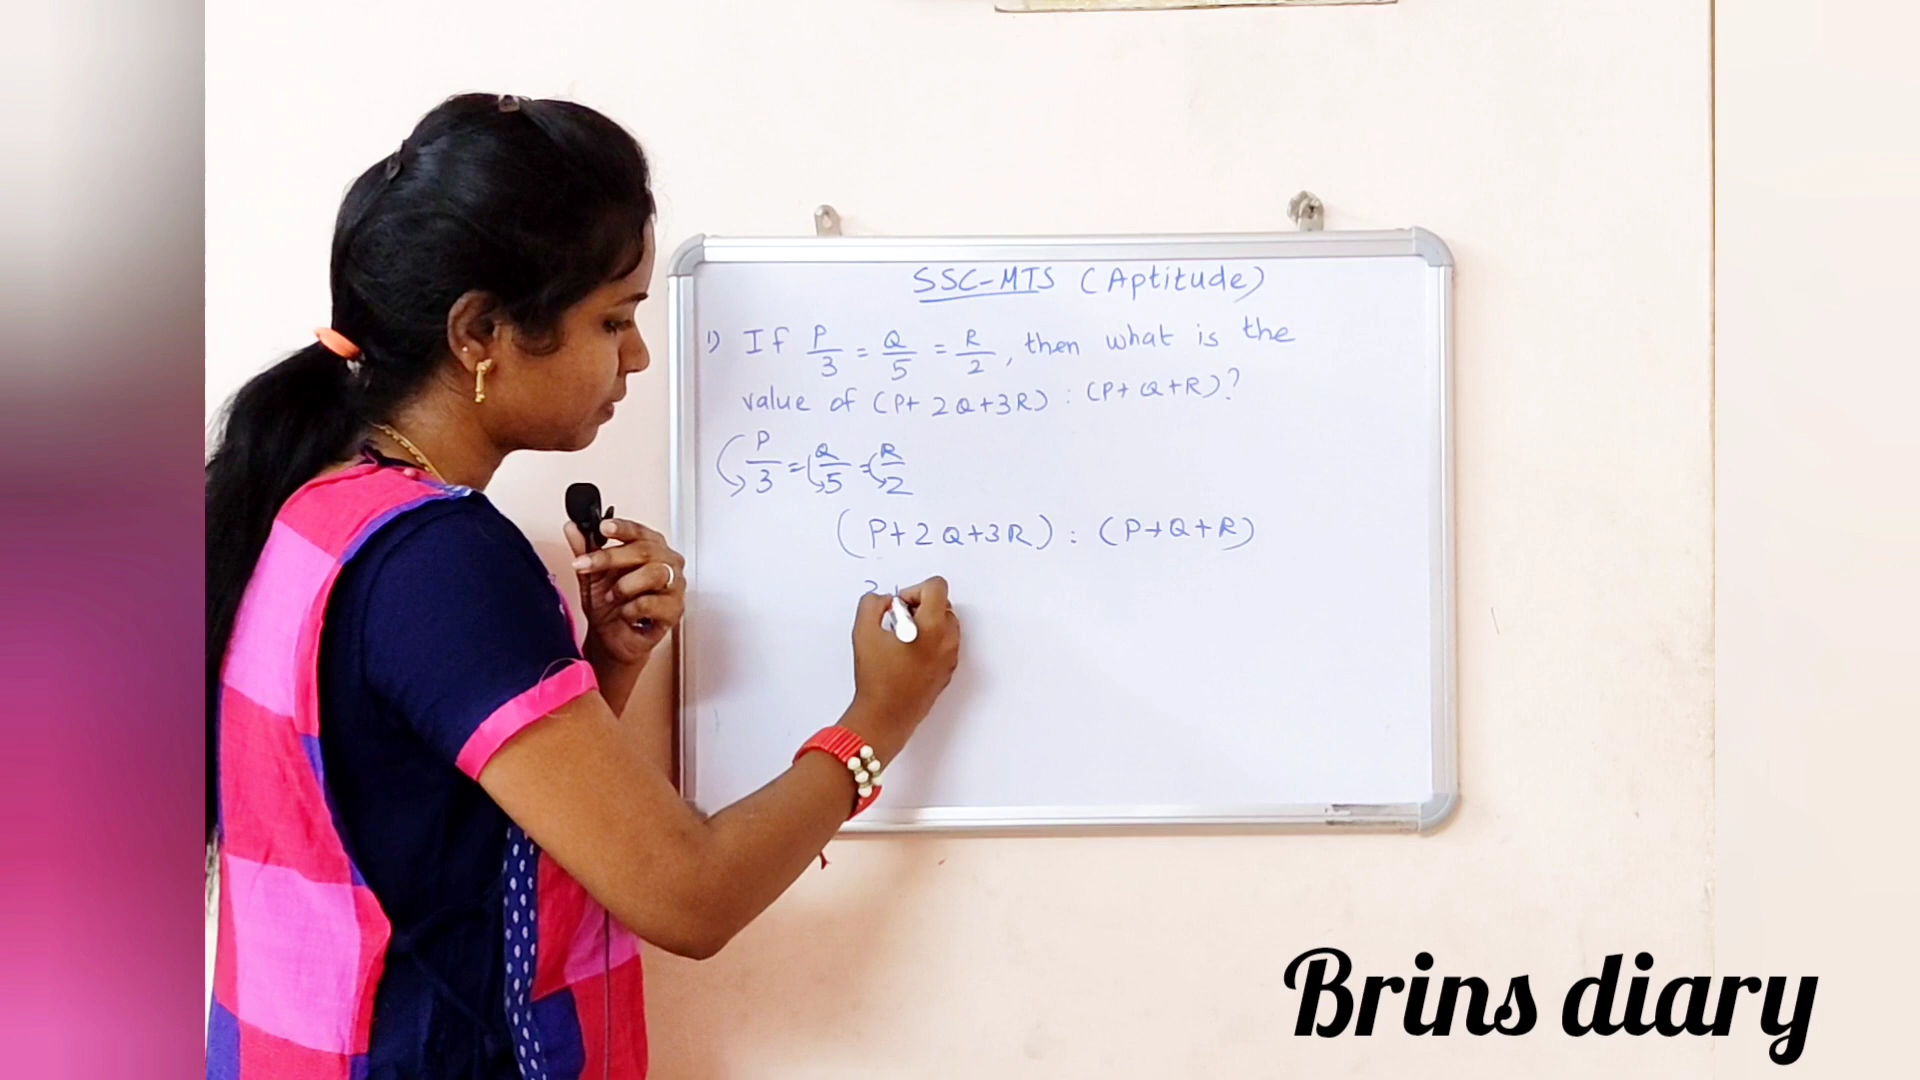 SSC-MTS (Aptitude)
1) If P/3 = Q/5 = R/2, then what is the
value of (P+ 2Q+3R) : (P+Q+R)?
P/3 = Q/5 = R/2
(P+2Q+3R) : (P+Q+R)
Brins diary